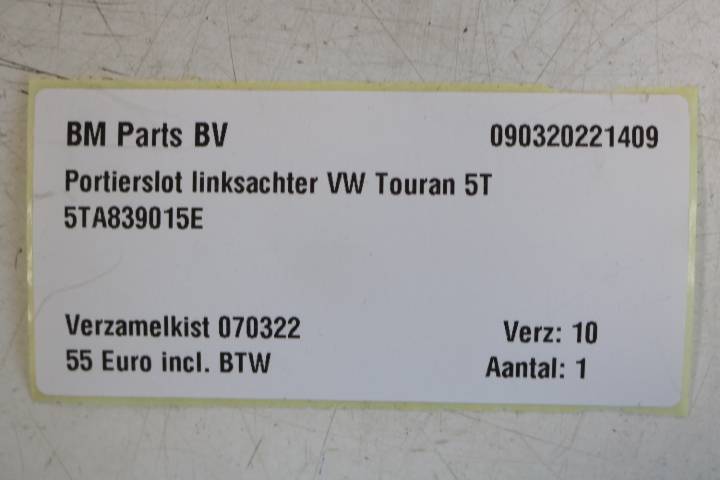 BM Parts BV 090320221409
Portierslot linksachter VW Touran 5T
5TA839015E
Verzamelkist 070322 Verz: 10
55 Euro incl. BTW Aantal: 1